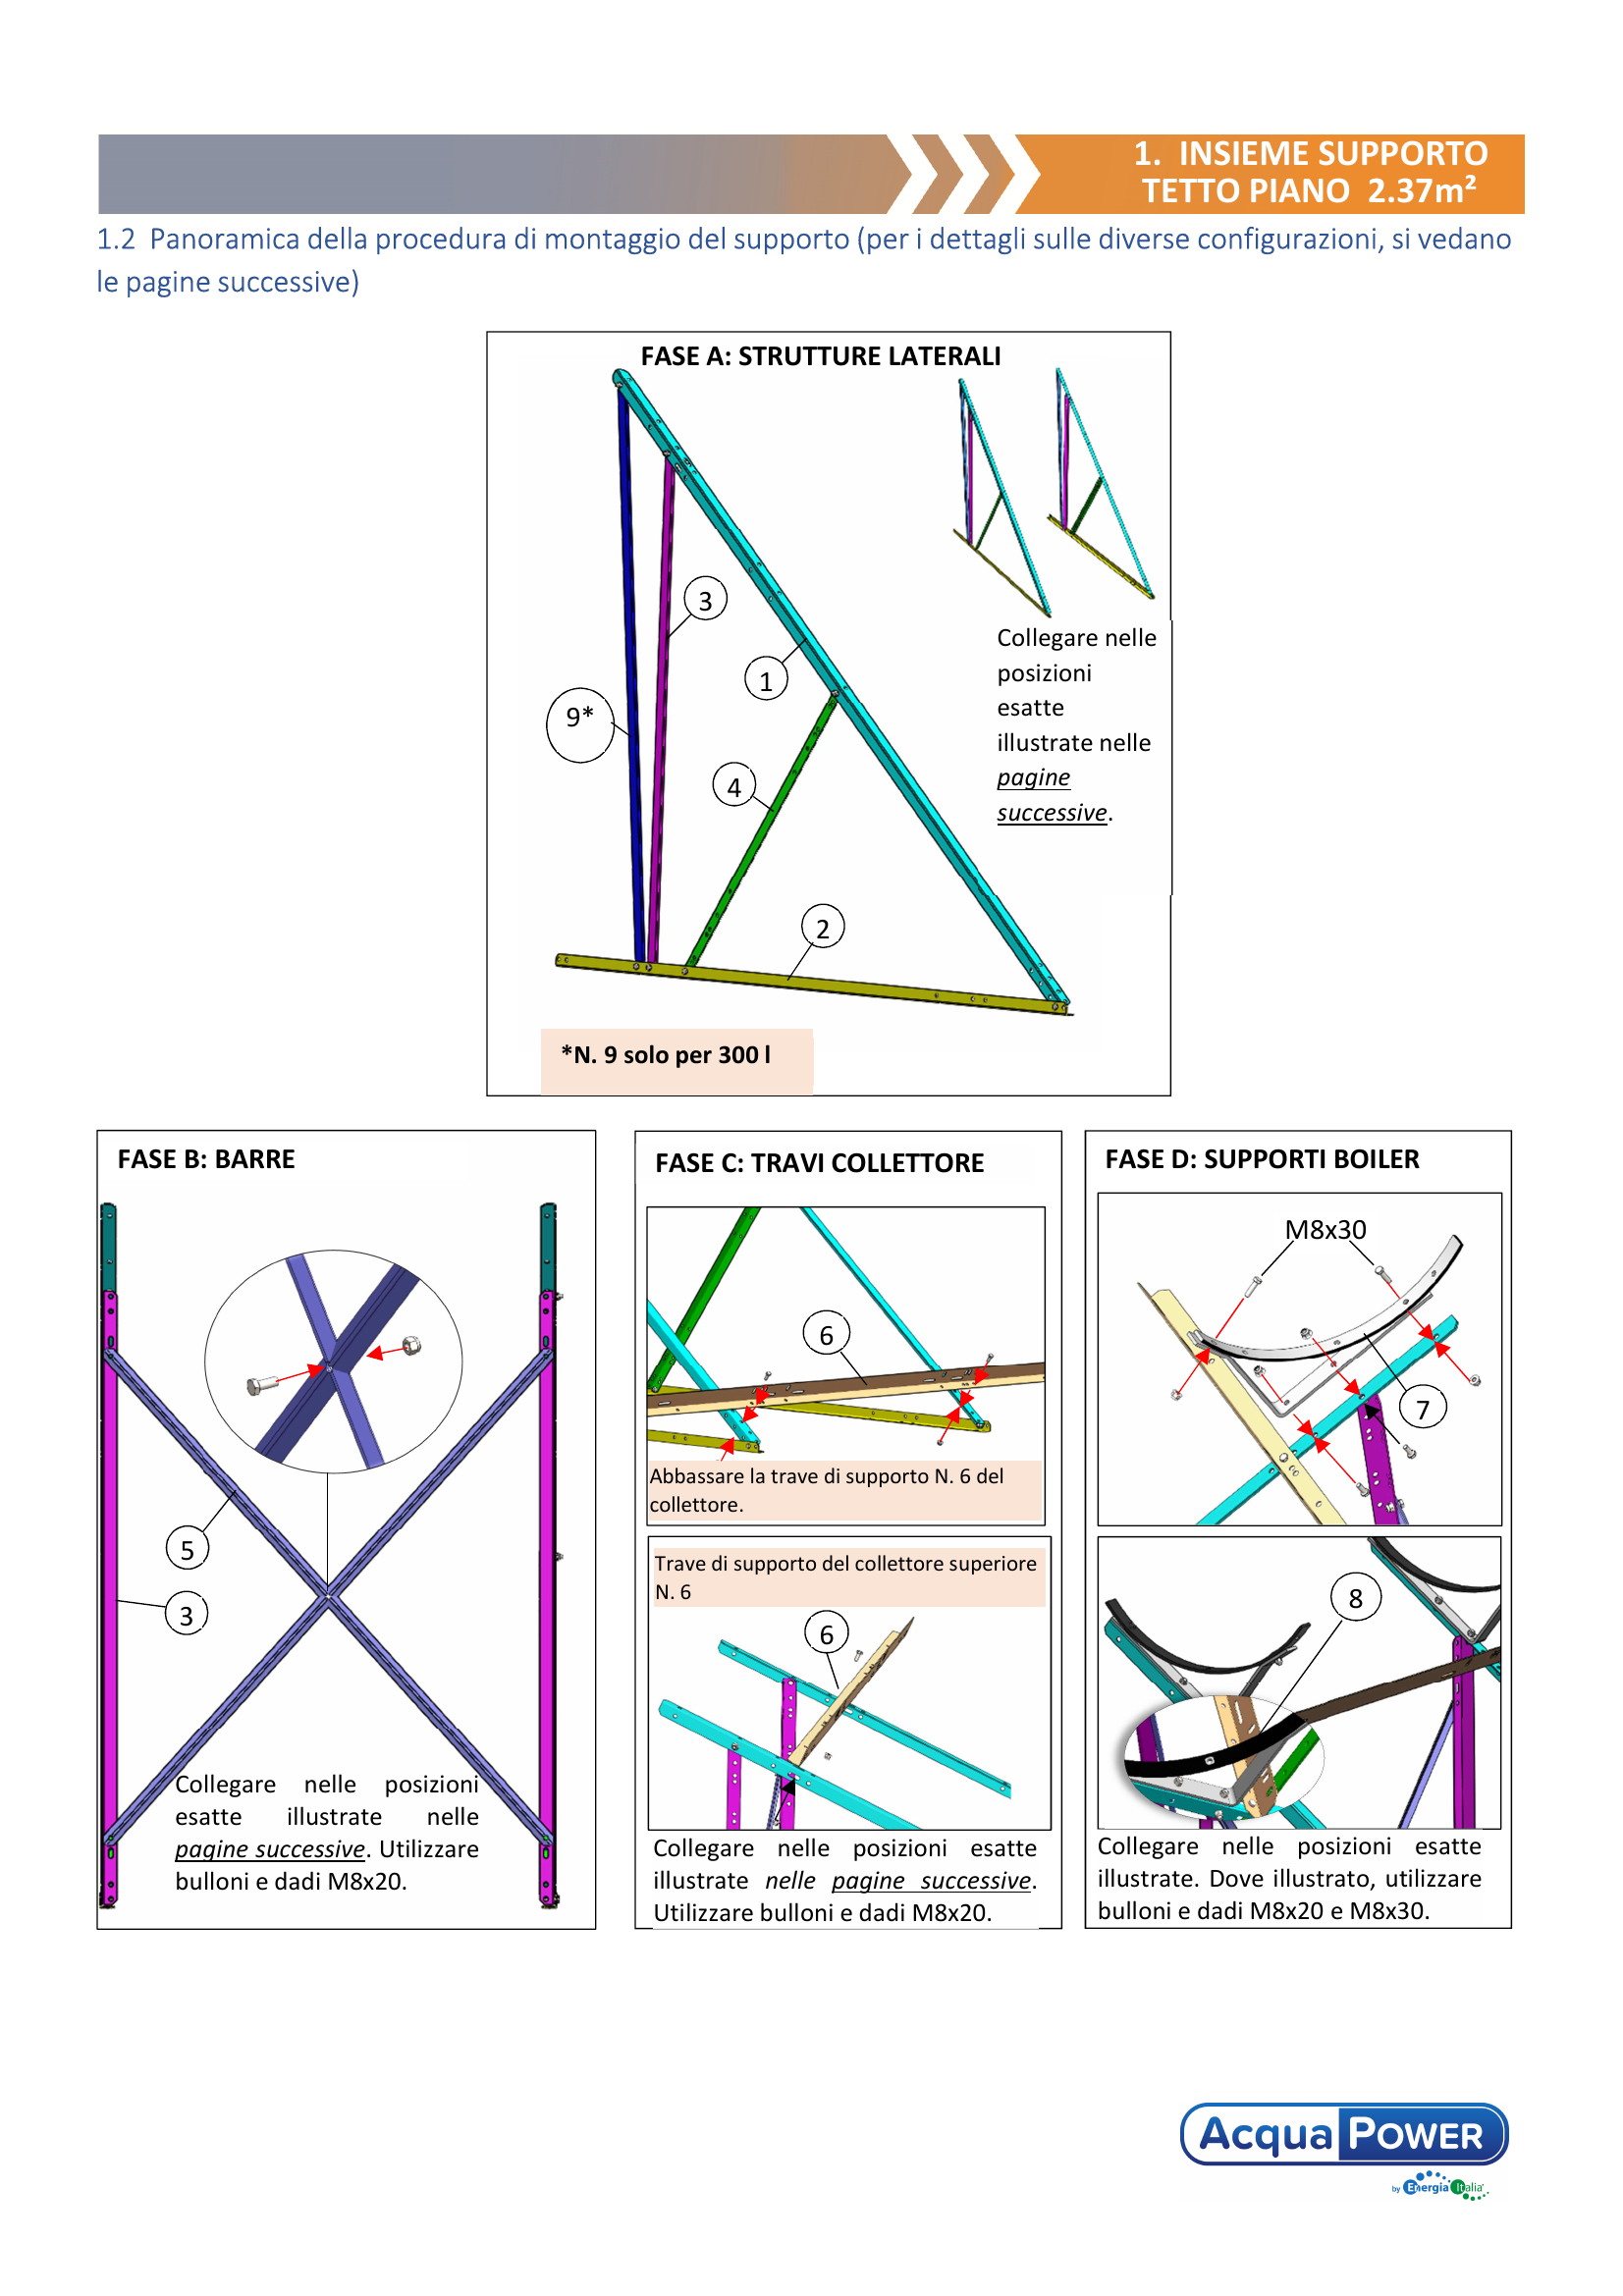 1. INSIEME SUPPORTO
TETTO PIANO 2.37m²
1.2 Panoramica della procedura di montaggio del supporto (per i dettagli sulle diverse configurazioni, si vedano
le pagine successive)
FASE A: STRUTTURE LATERALI
3
1
9*
4
2
Collegare nelle
posizioni
esatte
illustrate nelle
pagine
successive.
*N. 9 solo per 300 l
FASE B: BARRE
5
3
Collegare nelle posizioni
esatte illustrate nelle
pagine successive. Utilizzare
bulloni e dadi M8x20.
FASE C: TRAVI COLLETTORE
6
Abbassare la trave di supporto N. 6 del
collettore.
Trave di supporto del collettore superiore
N. 6
6
Collegare nelle posizioni esatte
illustrate nelle pagine successive.
Utilizzare bulloni e dadi M8x20.
FASE D: SUPPORTI BOILER
M8x30
7
8
Collegare nelle posizioni esatte
illustrate. Dove illustrato, utilizzare
bulloni e dadi M8x20 e M8x30.
Acqua POWER
by Energia Italia